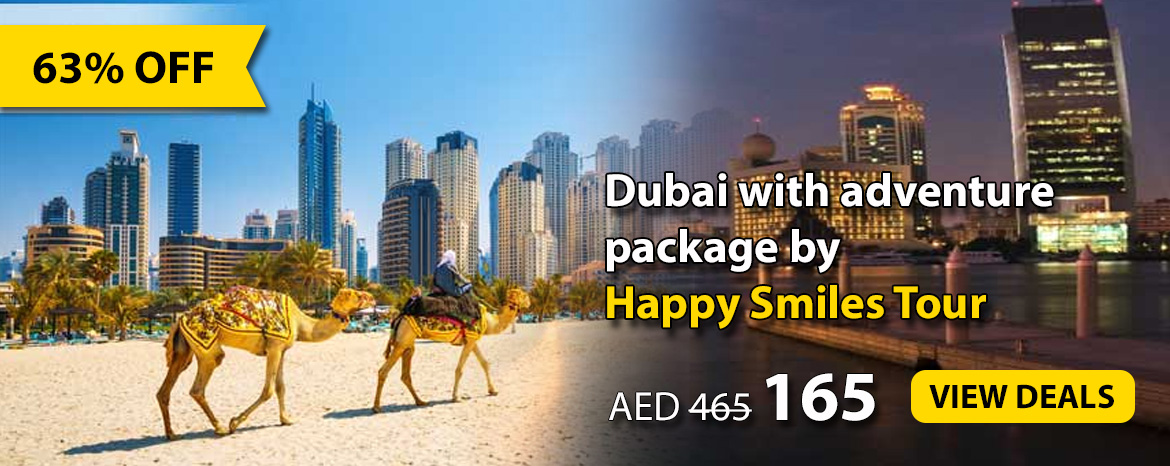 63% OFF
Dubai with adventure
package by
Happy Smiles Tour
AED 465 165
VIEW DEALS